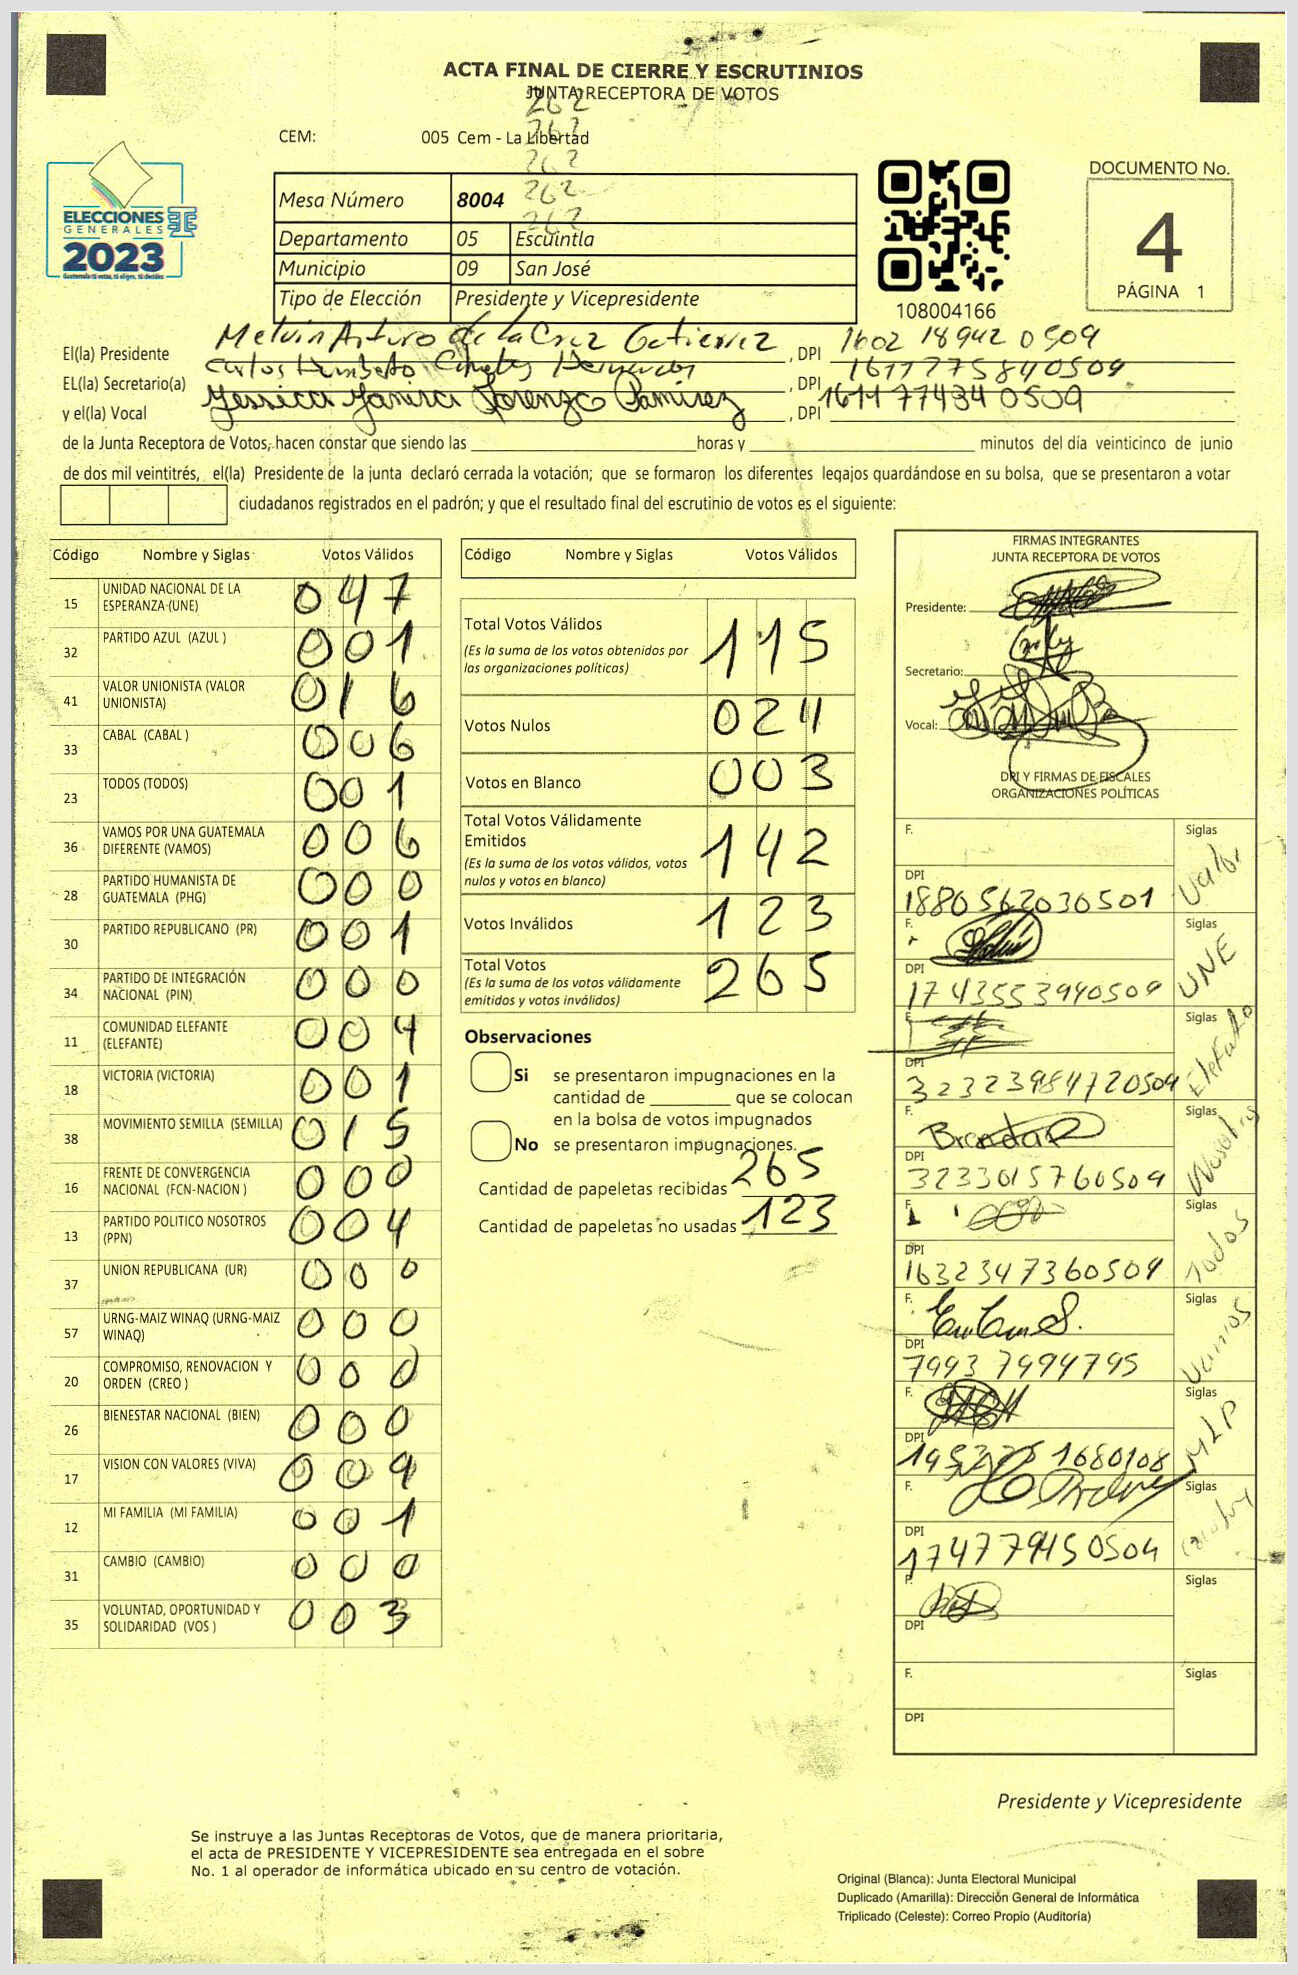 ACTA FINAL DE CIERRE Y ESCRUTINIOS
JUNTA RECEPTORA DE VOTOS
262
262
262
262
262
CEM: 005 Cem - La Libertad
ELECCIONES
GENERALES
2023
Guatemala tú votas, tú eliges, tú decides
Mesa Número 8004
Departamento 05 Escuintla
Municipio 09 San José
Tipo de Elección Presidente y Vicepresidente
108004166
DOCUMENTO No.
4
PÁGINA 1
El(la) Presidente Melvin Arturo de la Cruz Gutierrez, DPI 1602 18942 0509
EL(la) Secretario(a) Carlos Humberto, DPI 1611775840509
y el(la) Vocal Yessica Yanira Lorenzo Ramirez, DPI 1611774340509
de la Junta Receptora de Votos, hacen constar que siendo las horas y minutos del día veinticinco de junio
de dos mil veintitrés, el(la) Presidente de la junta declaró cerrada la votación; que se formaron los diferentes legajos quardándose en su bolsa, que se presentaron a votar
ciudadanos registrados en el padrón; y que el resultado final del escrutinio de votos es el siguiente:
Código Nombre y Siglas Votos Válidos
15 UNIDAD NACIONAL DE LA ESPERANZA (UNE) 047
32 PARTIDO AZUL (AZUL ) 001
41 VALOR UNIONISTA (VALOR UNIONISTA) 016
33 CABAL (CABAL ) 006
23 TODOS (TODOS) 001
36 VAMOS POR UNA GUATEMALA DIFERENTE (VAMOS) 006
28 PARTIDO HUMANISTA DE GUATEMALA (PHG) 000
30 PARTIDO REPUBLICANO (PR) 001
34 PARTIDO DE INTEGRACIÓN NACIONAL (PIN) 000
11 COMUNIDAD ELEFANTE (ELEFANTE) 004
18 VICTORIA (VICTORIA) 001
38 MOVIMIENTO SEMILLA (SEMILLA) 015
16 FRENTE DE CONVERGENCIA NACIONAL (FCN-NACION ) 000
13 PARTIDO POLITICO NOSOTROS (PPN) 004
37 UNION REPUBLICANA (UR) 000
57 URNG-MAIZ WINAQ (URNG-MAIZ WINAQ) 000
20 COMPROMISO, RENOVACION Y ORDEN (CREO ) 000
26 BIENESTAR NACIONAL (BIEN) 000
17 VISION CON VALORES (VIVA) 009
12 MI FAMILIA (MI FAMILIA) 001
31 CAMBIO (CAMBIO) 000
35 VOLUNTAD, OPORTUNIDAD Y SOLIDARIDAD (VOS ) 003
Código Nombre y Siglas Votos Válidos
Total Votos Válidos 115
(Es la suma de los votos obtenidos por
las organizaciones políticas)
Votos Nulos 024
Votos en Blanco 003
Total Votos Válidamente
Emitidos 142
(Es la suma de los votos válidos, votos
nulos y votos en blanco)
Votos Inválidos 123
Total Votos 265
(Es la suma de los votos válidamente
emitidos y votos inválidos)
Observaciones
Si se presentaron impugnaciones en la
cantidad de que se colocan
en la bolsa de votos impugnados
No se presentaron impugnaciones.
Cantidad de papeletas recibidas 265
Cantidad de papeletas no usadas 123
FIRMAS INTEGRANTES
JUNTA RECEPTORA DE VOTOS
Presidente:
Secretario:
Vocal:
DPI Y FIRMAS DE FISCALES
ORGANIZACIONES POLÍTICAS
F. Siglas Valor
DPI 1880562030501
F. Siglas UNE
DPI 1743553940509
F. Siglas Elefante
DPI 3232398472 0509
F. Siglas Nosotros
DPI 3233015760509
F. Siglas Todos
DPI 1632347360509
F. Siglas Vamos
DPI 7993 7994795
F. Siglas MLP
DPI
F. Siglas
DPI 1747779450509
F. Siglas
DPI
F. Siglas
DPI
Presidente y Vicepresidente
Se instruye a las Juntas Receptoras de Votos, que de manera prioritaria,
el acta de PRESIDENTE Y VICEPRESIDENTE sea entregada en el sobre
No. 1 al operador de informática ubicado en su centro de votación.
Original (Blanca): Junta Electoral Municipal
Duplicado (Amarilla): Dirección General de Informática
Triplicado (Celeste): Correo Propio (Auditoría)